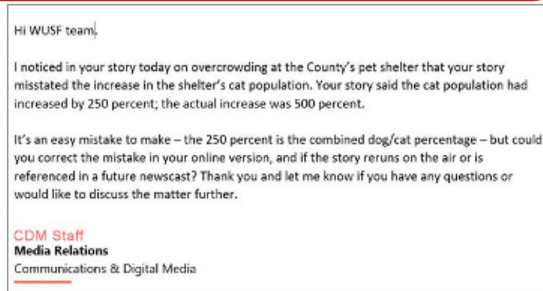 Hi WUSF team,
I noticed in your story today on overcrowding at the County's pet shelter that your story
misstated the increase in the shelter's cat population. Your story said the cat population had
increased by 250 percent; the actual increase was 500 percent.
It's an easy mistake to make – the 250 percent is the combined dog/cat percentage – but could
you correct the mistake in your online version, and if the story reruns on the air or is
referenced in a future newscast? Thank you and let me know if you have any questions or
would like to discuss the matter further.
CDM Staff
Media Relations
Communications & Digital Media